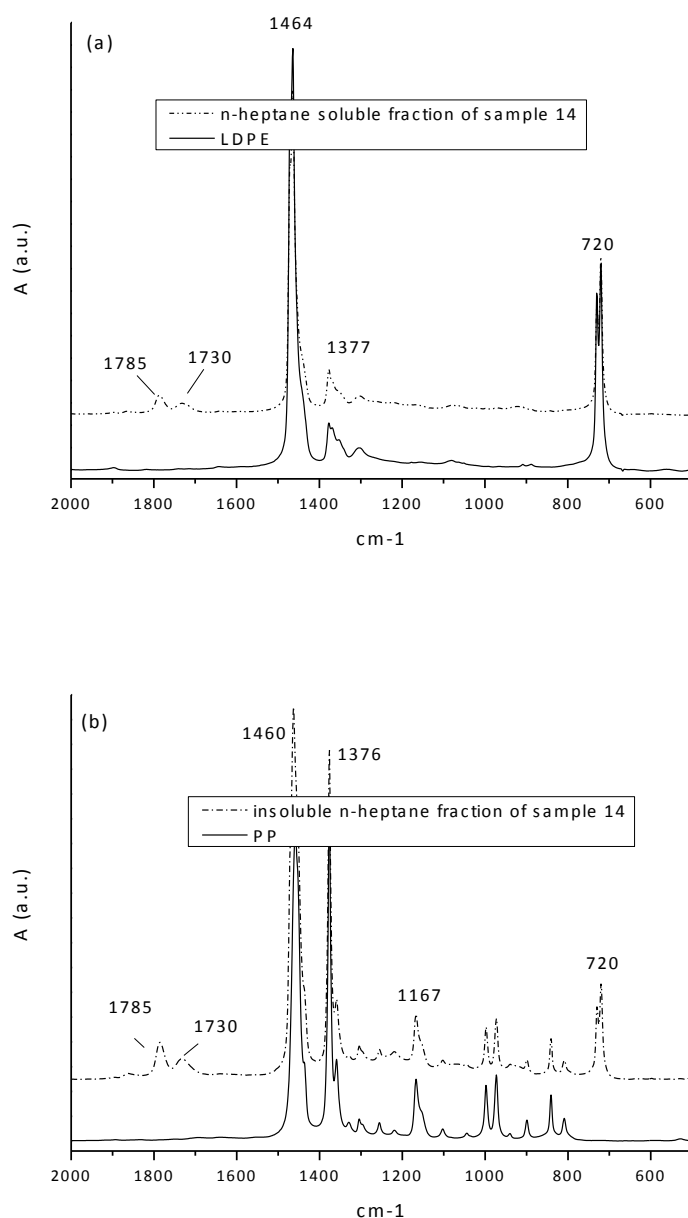 (a)
1464
n-heptane soluble fraction of sample 14
LDPE
720
1785
1730
1377
A (a.u.)
2000 1800 1600 1400 1200 1000 800 600
cm-1
(b)
1460
1376
insoluble n-heptane fraction of sample 14
PP
1785
1730
1167
720
A (a.u.)
2000 1800 1600 1400 1200 1000 800 600
cm-1